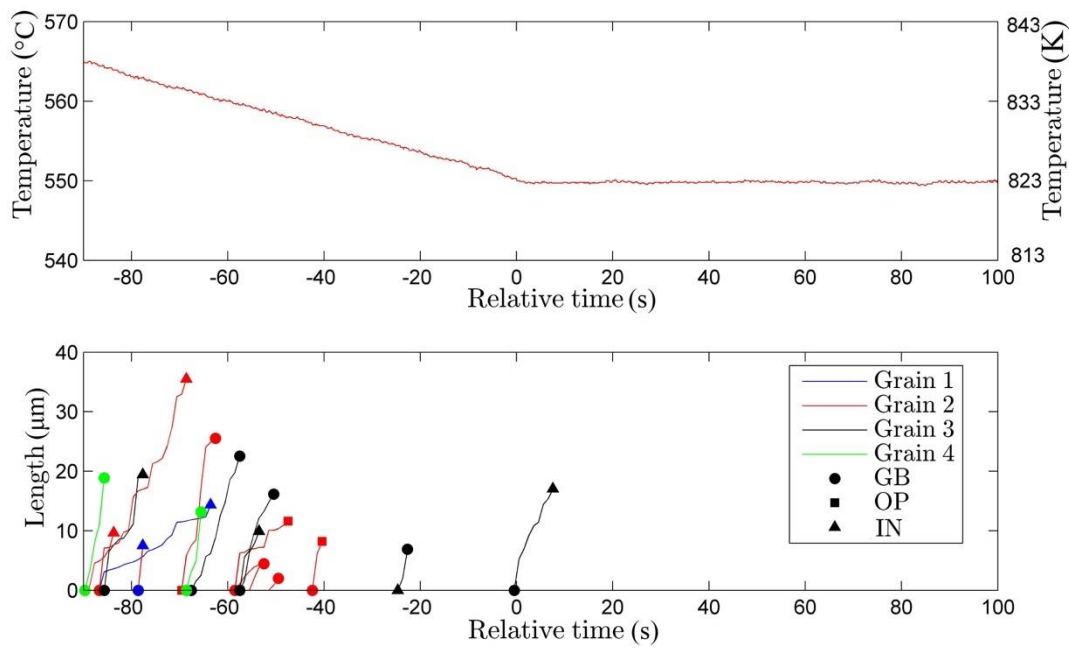 570
560
550
540
Temperature (°C)
843
833
823
813
Temperature (K)
-80 -60 -40 -20 0 20 40 60 80 100
Relative time (s)
40
30
20
10
0
Length (μm)
Grain 1
Grain 2
Grain 3
Grain 4
GB
OP
IN
-80 -60 -40 -20 0 20 40 60 80 100
Relative time (s)